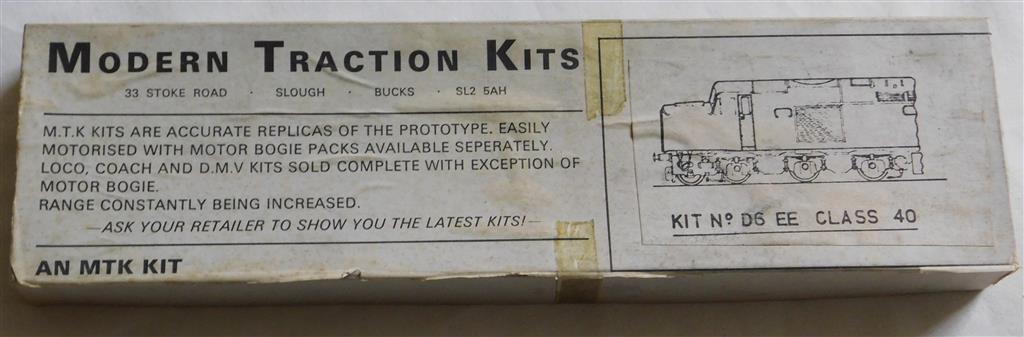 MODERN TRACTION KITS
33 STOKE ROAD · SLOUGH · BUCKS · SL2 5AH
M.T.K KITS ARE ACCURATE REPLICAS OF THE PROTOTYPE. EASILY
MOTORISED WITH MOTOR BOGIE PACKS AVAILABLE SEPERATELY.
LOCO, COACH AND D.M.V KITS SOLD COMPLETE WITH EXCEPTION OF
MOTOR BOGIE.
RANGE CONSTANTLY BEING INCREASED.
—ASK YOUR RETAILER TO SHOW YOU THE LATEST KITS!—
AN MTK KIT
KIT Nº D6 EE CLASS 40